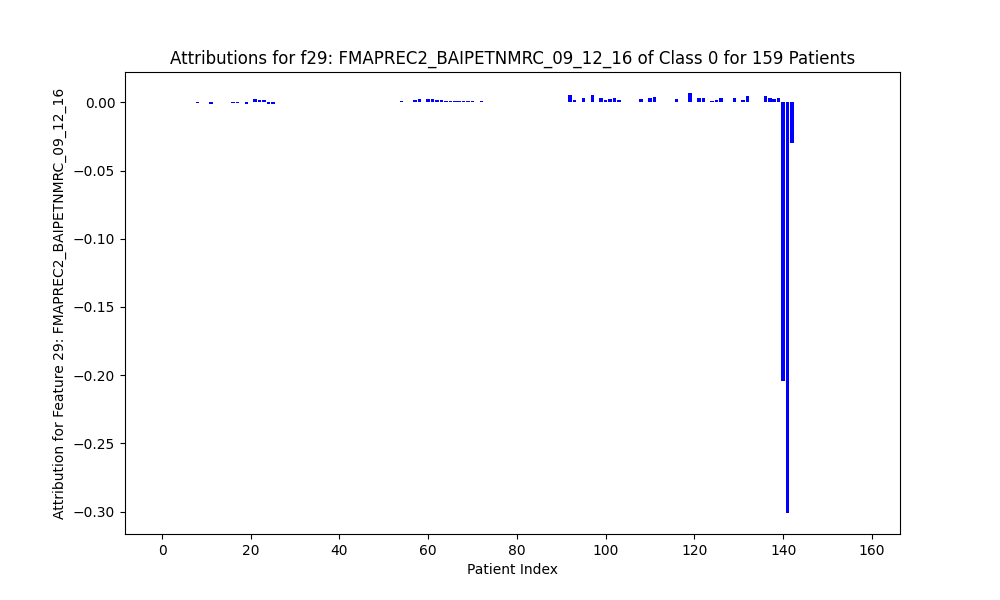 Attributions for f29: FMAPREC2_BAIPETNMRC_09_12_16 of Class 0 for 159 Patients
Attribution for Feature 29: FMAPREC2_BAIPETNMRC_09_12_16
0.00
−0.05
−0.10
−0.15
−0.20
−0.25
−0.30
0 20 40 60 80 100 120 140 160
Patient Index